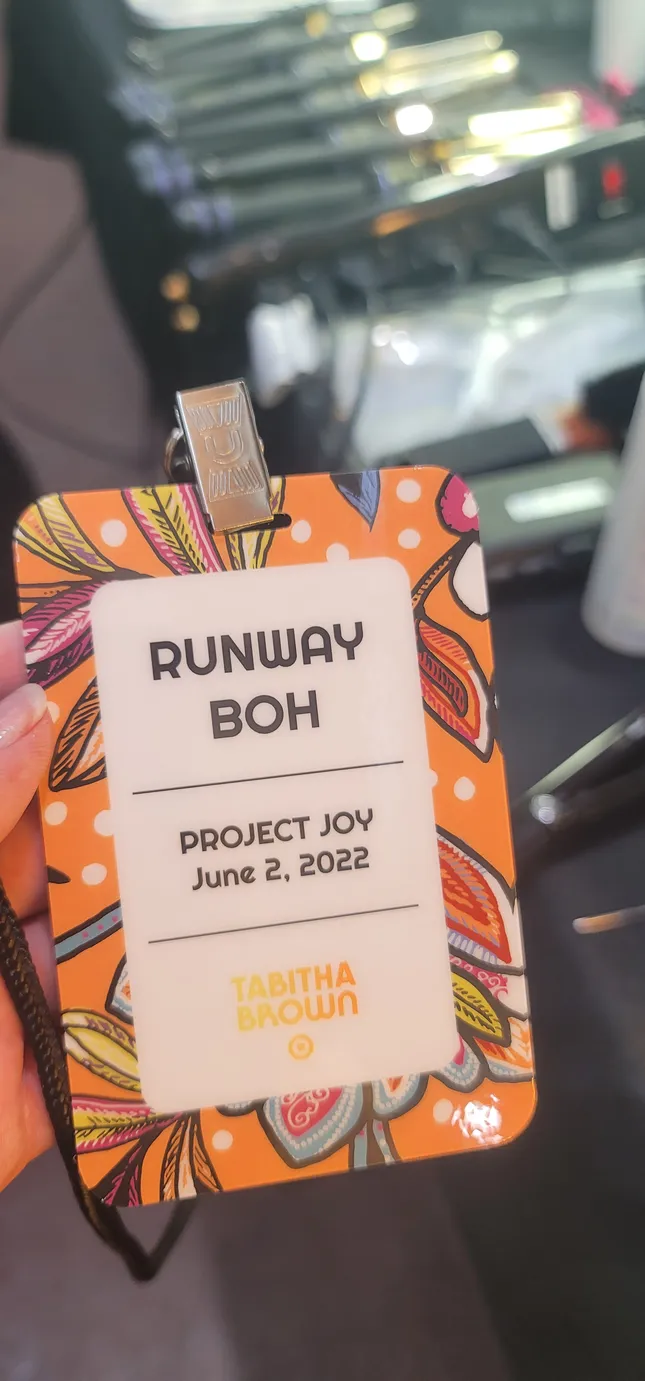 RUNWAY
BOH
PROJECT JOY
June 2, 2022
TABITHA
BROWN